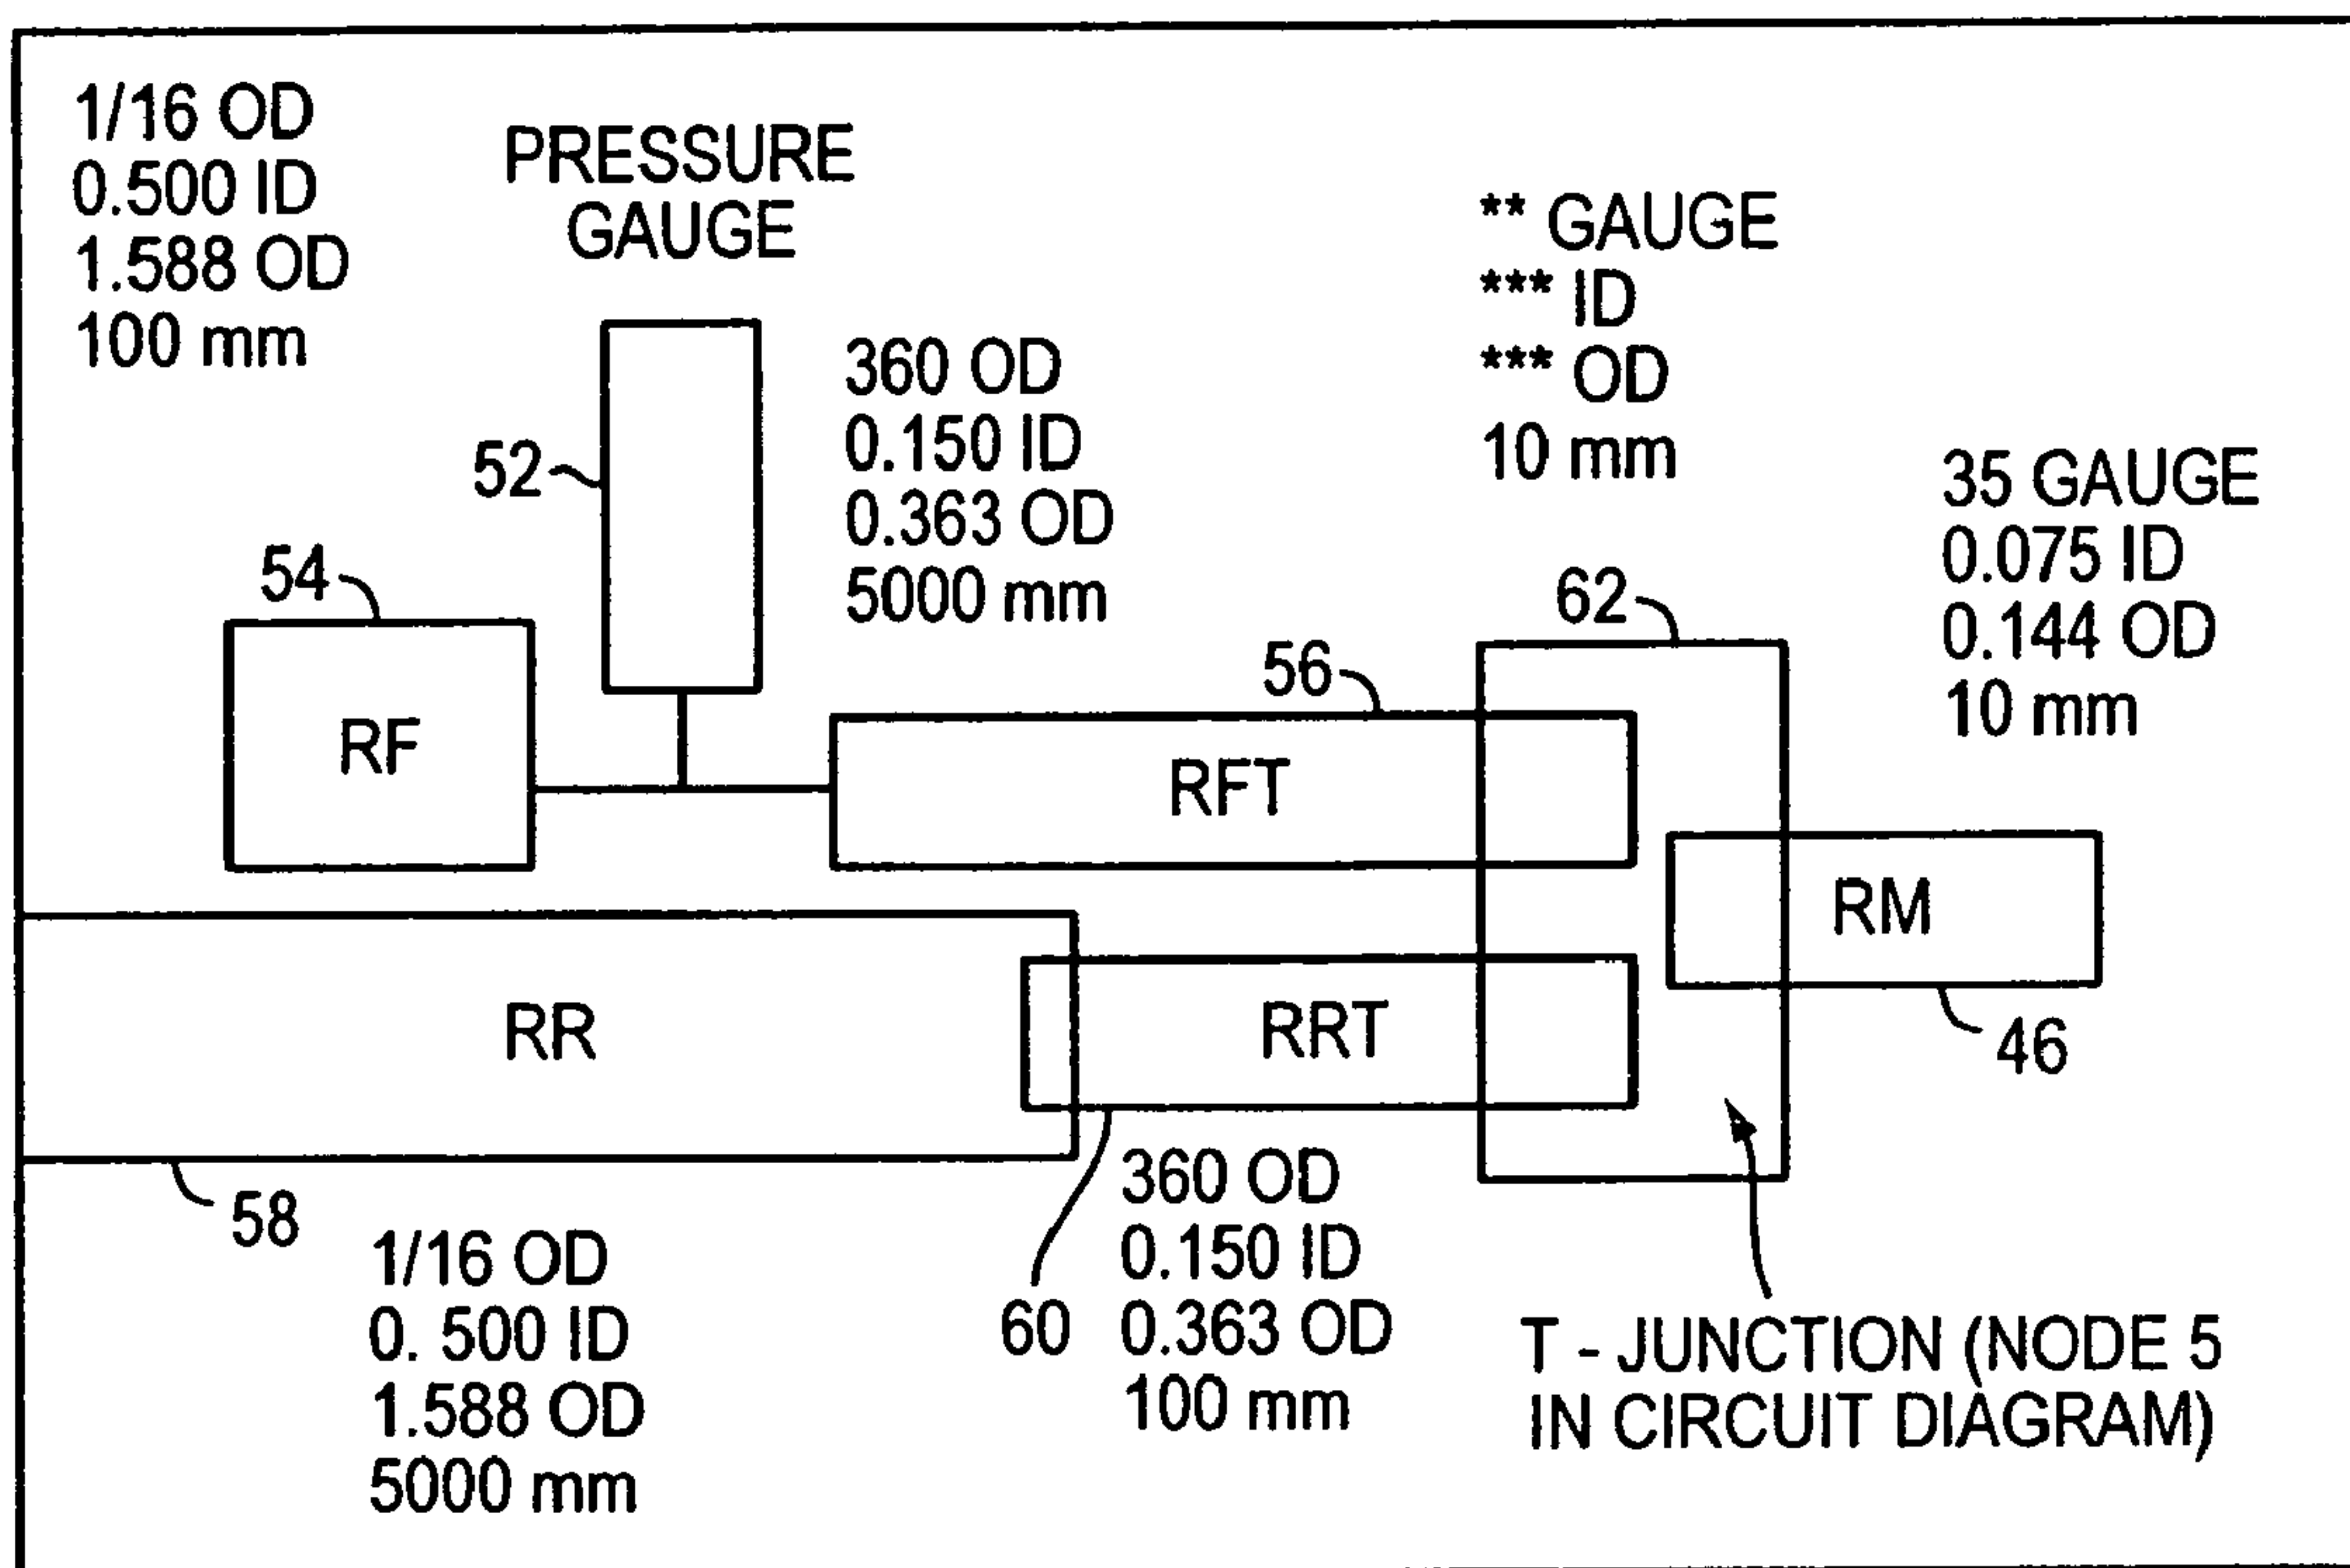 1/16 OD
0.500 ID
1.588 OD
100 mm
PRESSURE
GAUGE
** GAUGE
*** ID
*** OD
10 mm
360 OD
0.150 ID
0.363 OD
5000 mm
35 GAUGE
0.075 ID
0.144 OD
10 mm
52
54
62
56
RF
RFT
RM
46
RR
RRT
58
1/16 OD
0. 500 ID
1.588 OD
5000 mm
60
360 OD
0.150 ID
0.363 OD
100 mm
T - JUNCTION (NODE 5
IN CIRCUIT DIAGRAM)